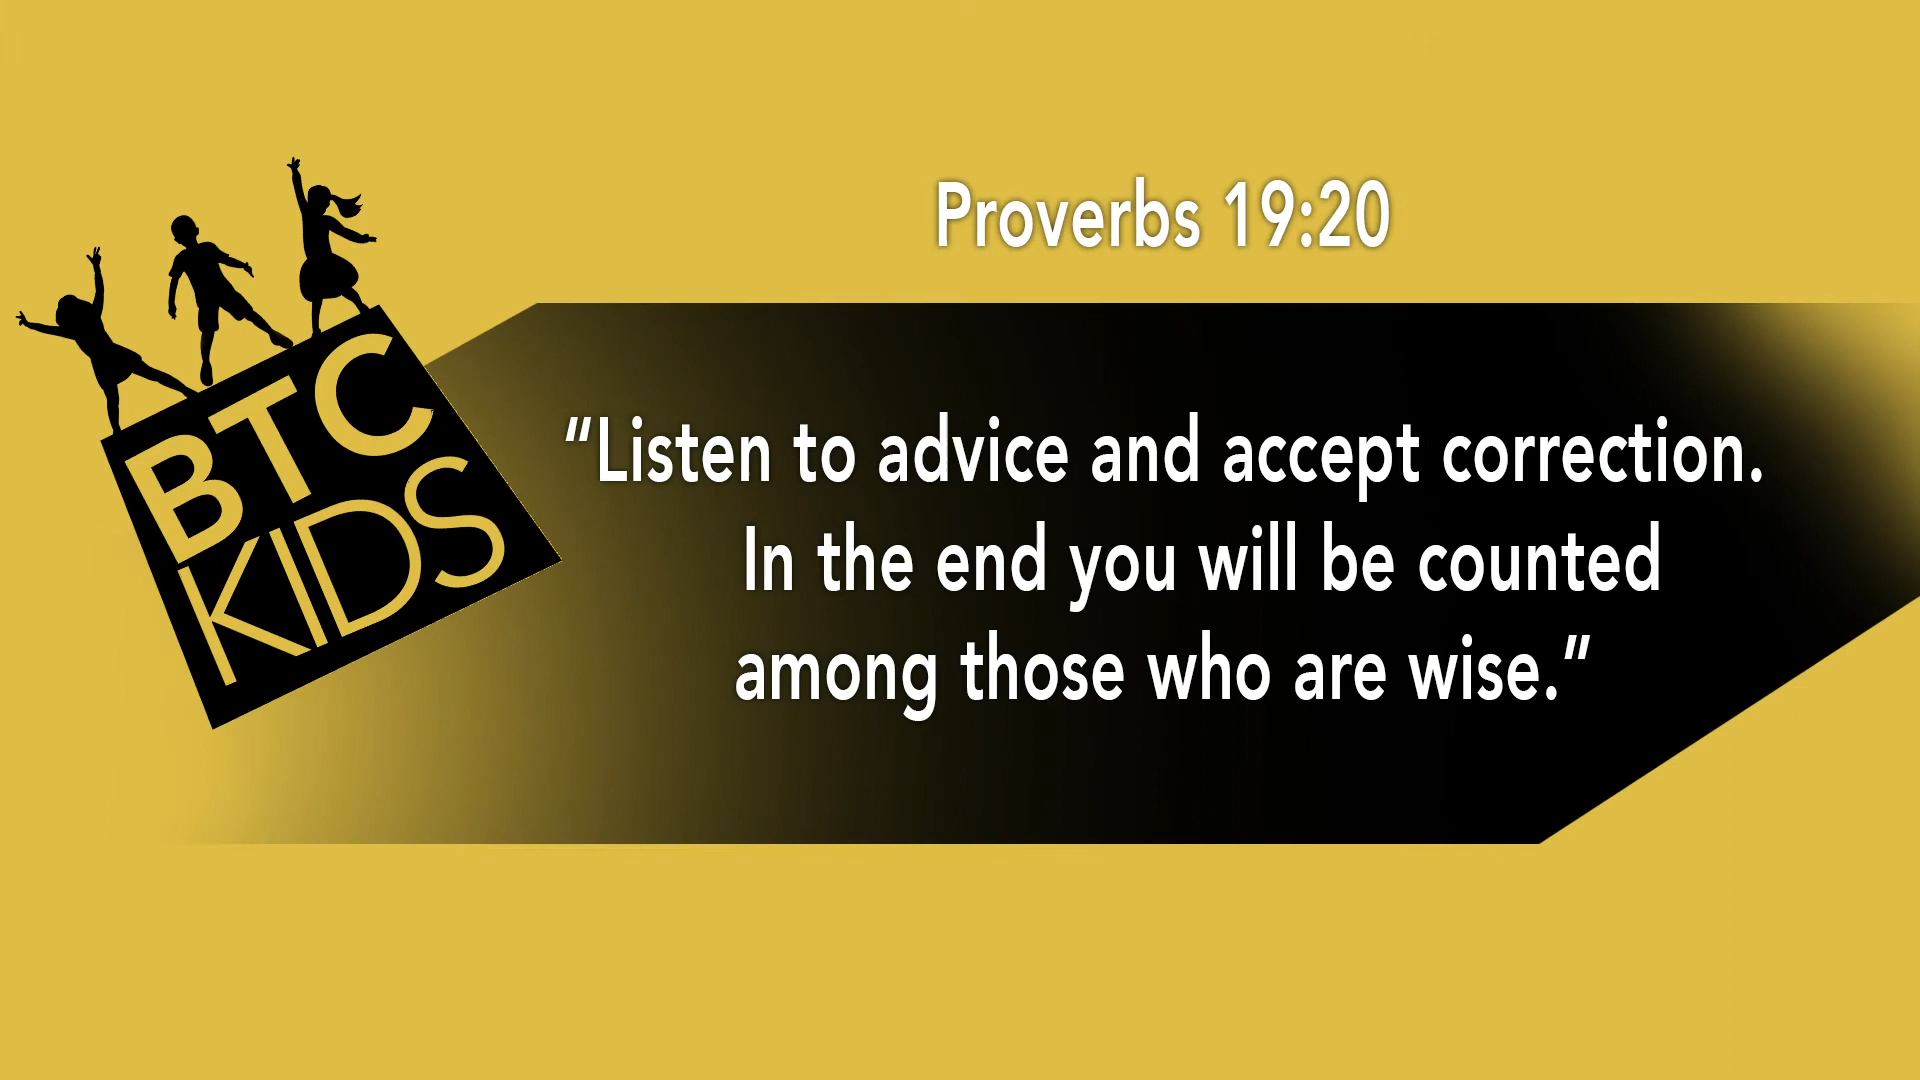 Proverbs 19:20
BTC
KIDS
“Listen to advice and accept correction.
In the end you will be counted
among those who are wise.”